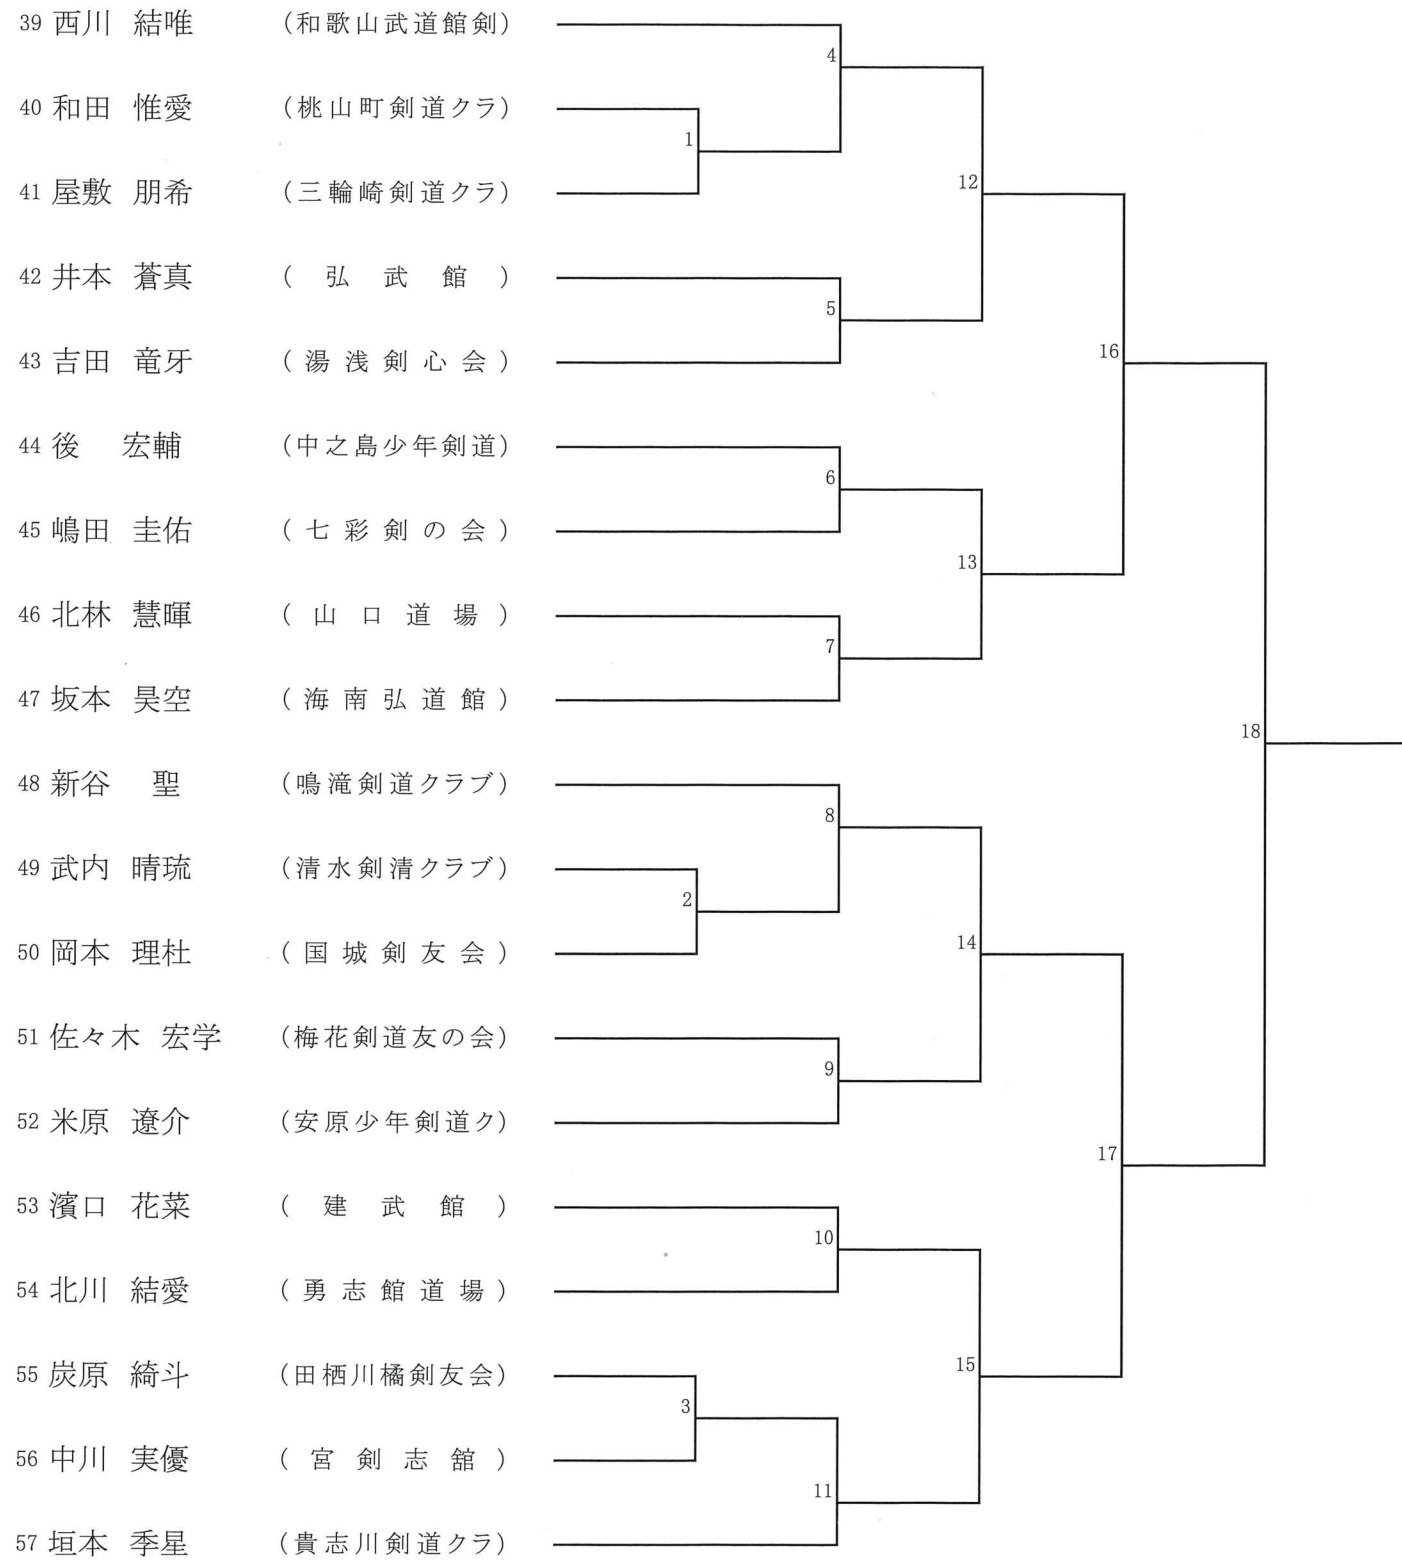 39 西川 結唯 (和歌山武道館剣)
4
40 和田 惟愛 (桃山町剣道クラ)
1
41 屋敷 朋希 (三輪崎剣道クラ)
12
42 井本 蒼真 (弘武館)
5
43 吉田 竜牙 (湯浅剣心会)
16
44 後 宏輔 (中之島少年剣道)
6
45 嶋田 圭佑 (七彩剣の会)
13
46 北林 慧暉 (山口道場)
7
47 坂本 昊空 (海南弘道館)
18
48 新谷 聖 (鳴滝剣道クラブ)
8
49 武内 晴琉 (清水剣清クラブ)
2
50 岡本 理杜 (国城剣友会)
14
51 佐々木 宏学 (梅花剣道友の会)
9
52 米原 遼介 (安原少年剣道ク)
17
53 濱口 花菜 (建武館)
10
54 北川 結愛 (勇志館道場)
15
55 炭原 綺斗 (田栖川橘剣友会)
3
56 中川 実優 (宮剣志舘)
11
57 垣本 季星 (貴志川剣道クラ)